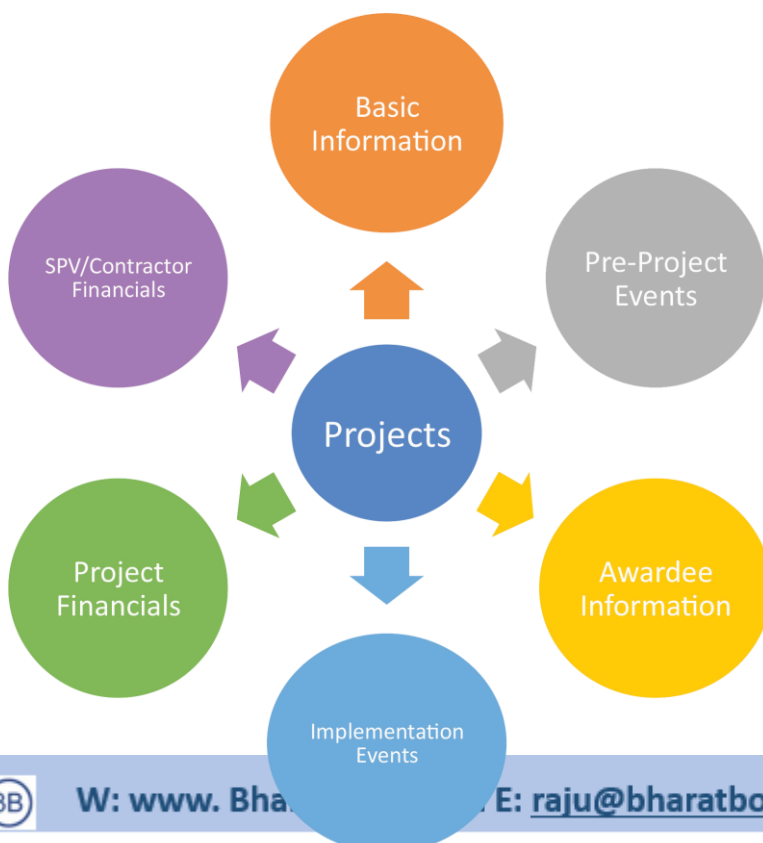 Basic
Information
SPV/Contractor
Financials
Pre-Project
Events
Projects
Project
Financials
Awardee
Information
Implementation
Events
W: www. Bha E: raju@bharatbo